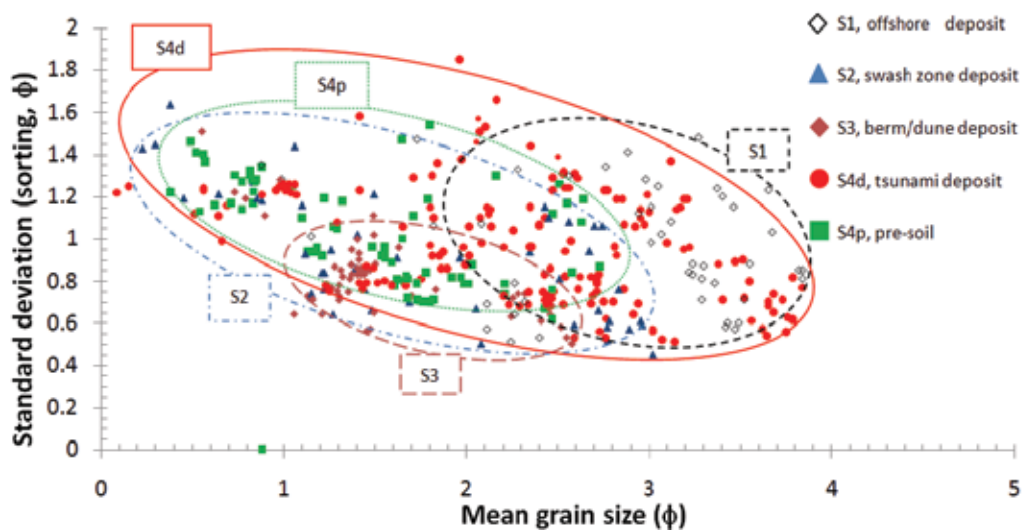 2
1.8
1.6
1.4
1.2
1
0.8
0.6
0.4
0.2
0
Standard deviation (sorting, ϕ)
0 1 2 3 4 5
Mean grain size (ϕ)
S4d
S4p
S1
S2
S3
S1, offshore deposit
S2, swash zone deposit
S3, berm/dune deposit
S4d, tsunami deposit
S4p, pre-soil